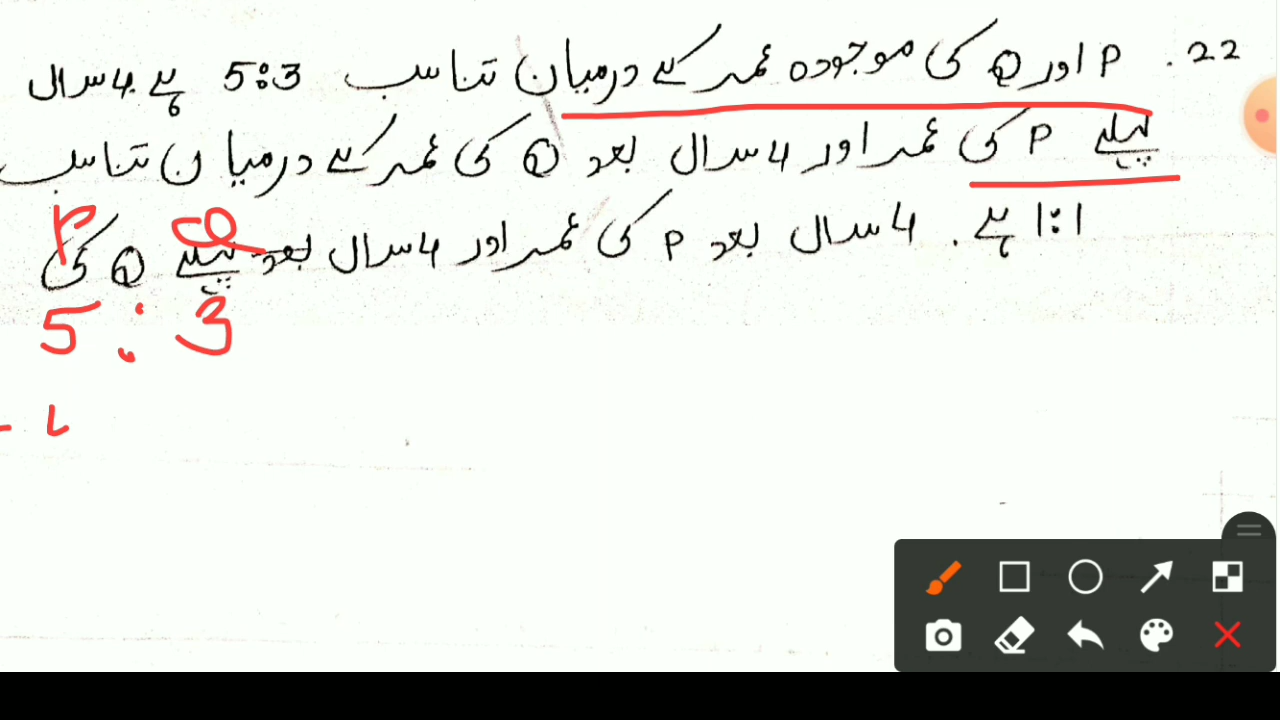 22. P اور Q کی موجودہ عمر کے درمیان تناسب 5:3 ہے 4 سال
پہلے P کی عمر اور 4 سال بعد Q کی عمر کے درمیان تناسب
1:1 ہے. 4 سال بعد P کی عمر اور 4 سال بعد پہلے Q کی
P Q
5 : 3
- 4